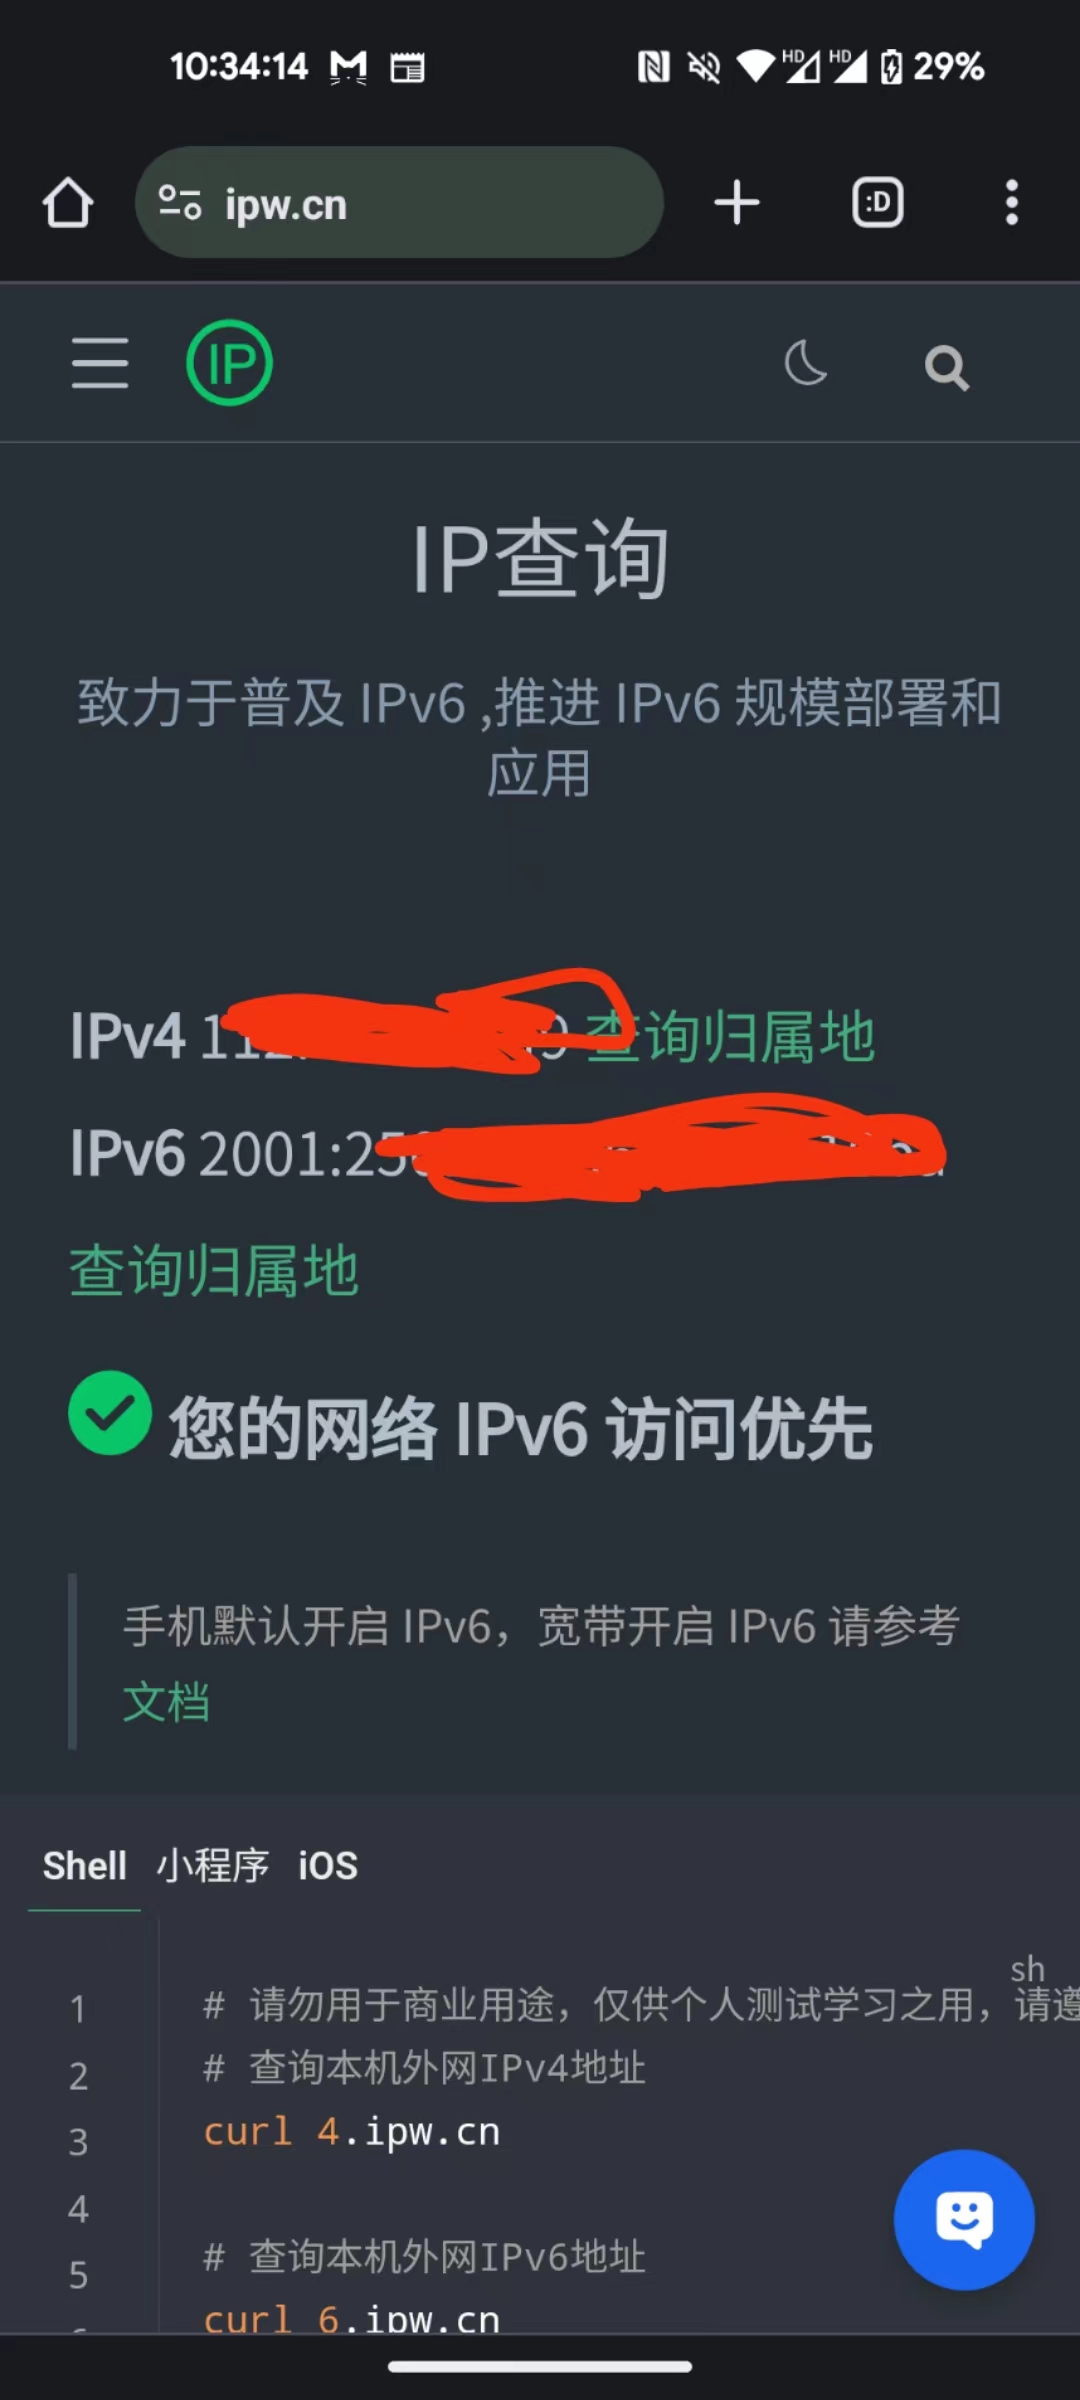 10:34:14
HD HD 29%
ipw.cn
:D
IP
IP查询
致力于普及 IPv6 ,推进 IPv6 规模部署和
应用
IPv4 查询归属地
IPv6 2001:
查询归属地
您的网络 IPv6 访问优先
手机默认开启 IPv6，宽带开启 IPv6 请参考
文档
Shell 小程序 iOS
sh
1 # 请勿用于商业用途，仅供个人测试学习之用，请遵
2 # 查询本机外网IPv4地址
3 curl 4.ipw.cn
4
5 # 查询本机外网IPv6地址
curl 6.ipw.cn